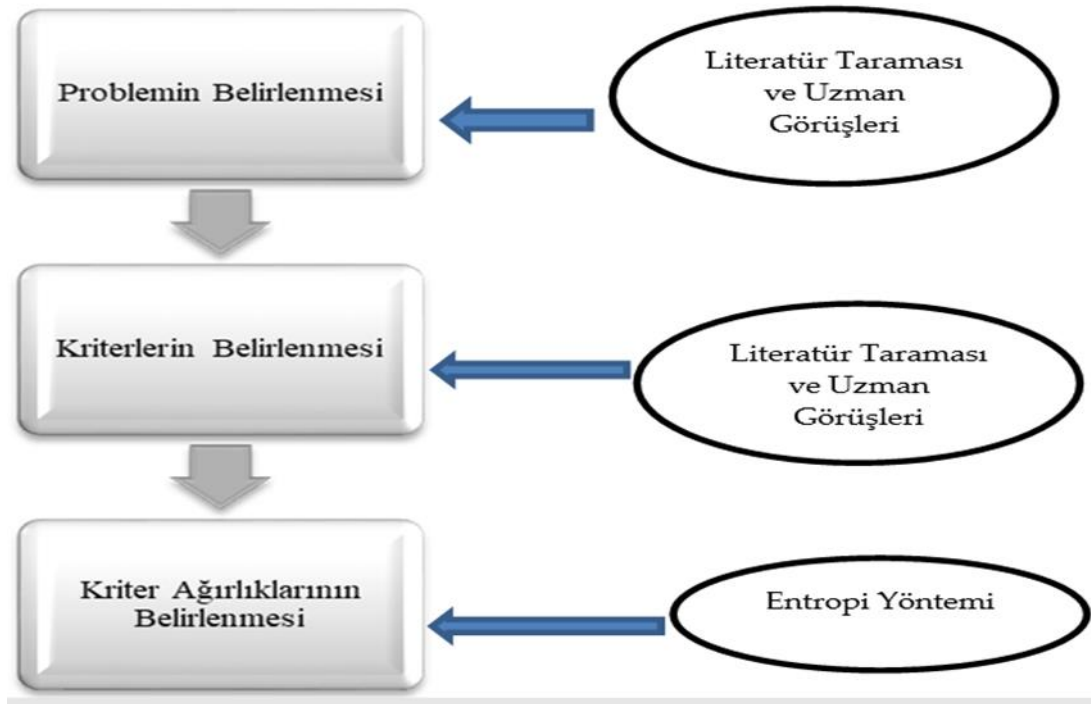 Problemin Belirlenmesi
Literatür Taraması
ve Uzman
Görüşleri
Kriterlerin Belirlenmesi
Literatür Taraması
ve Uzman
Görüşleri
Kriter Ağırlıklarının
Belirlenmesi
Entropi Yöntemi